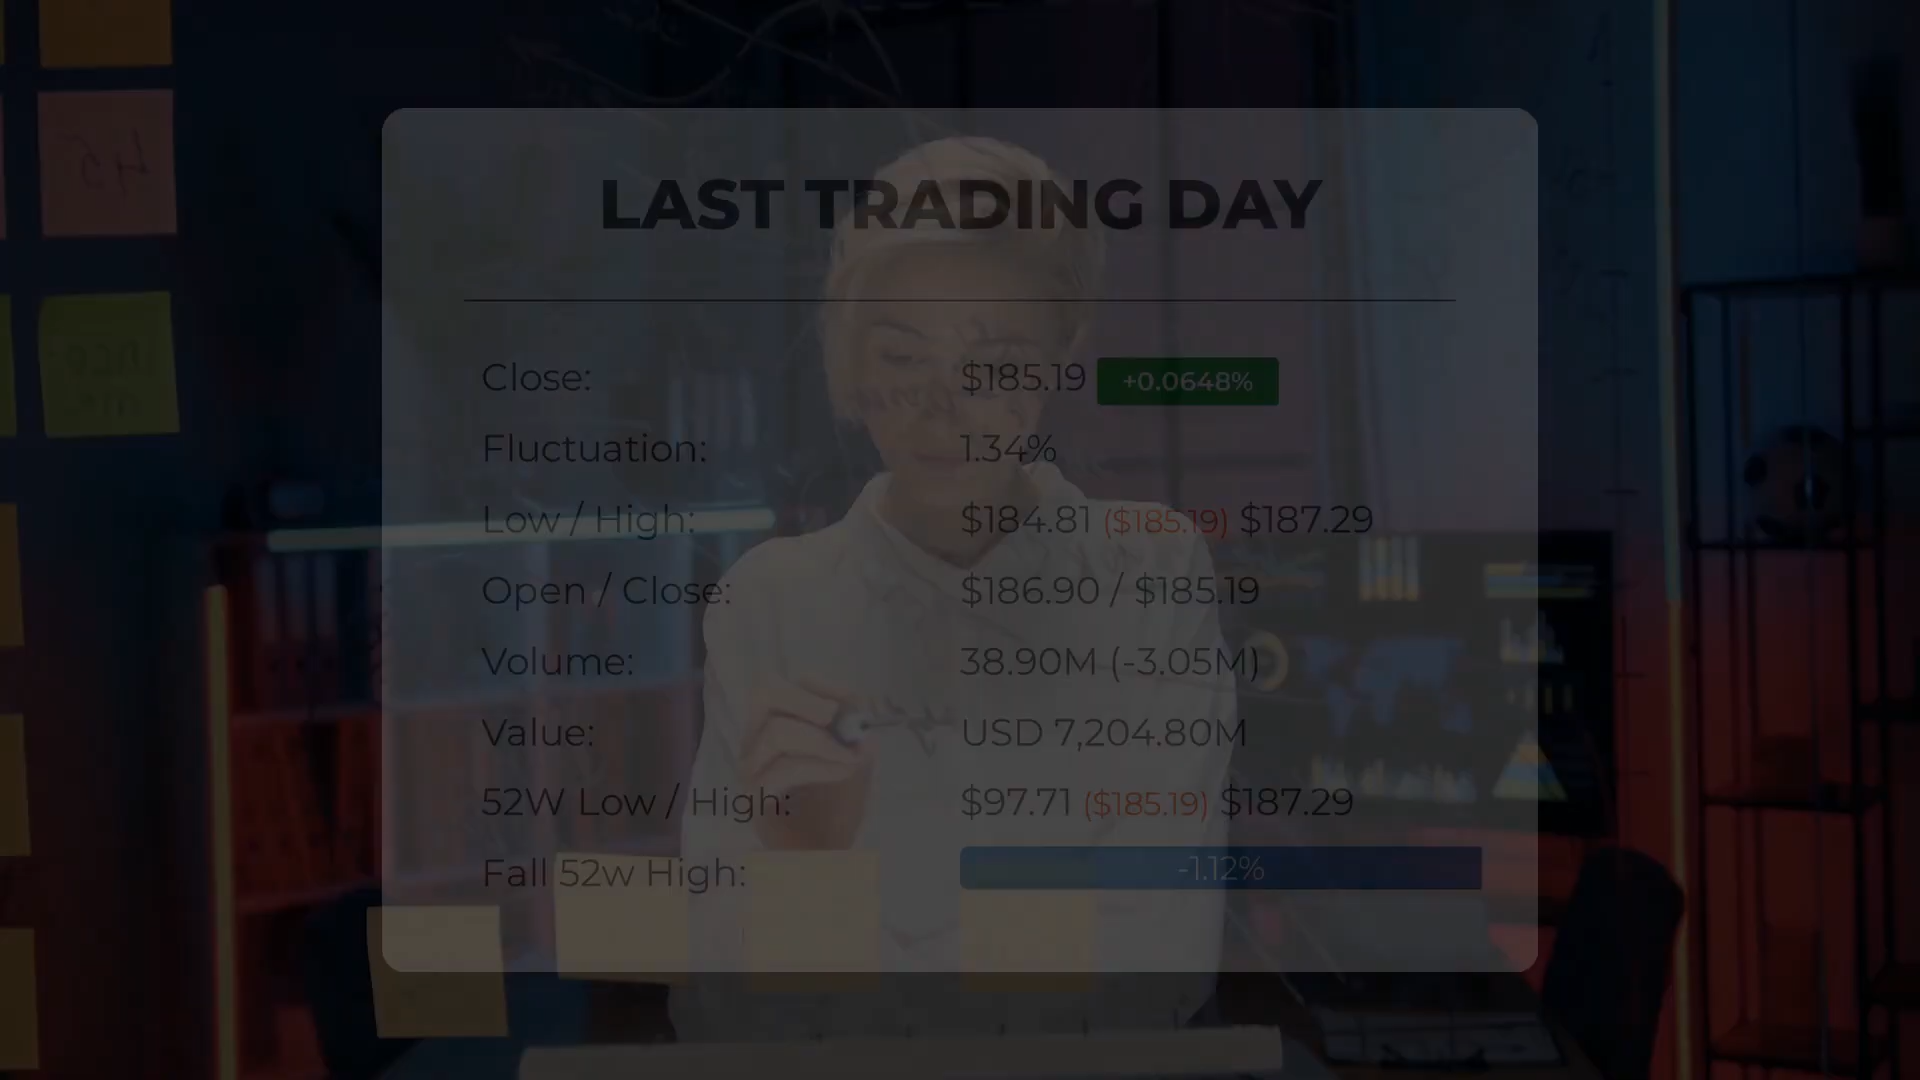 LAST TRADING DAY
Close: $185.19 +0.0648%
Fluctuation: 1.34%
Low / High: $184.81 ($185.19) $187.29
Open / Close: $186.90 / $185.19
Volume: 38.90M (-3.05M)
Value: USD 7,204.80M
52W Low / High: $97.71 ($185.19) $187.29
Fall 52w High: -1.12%